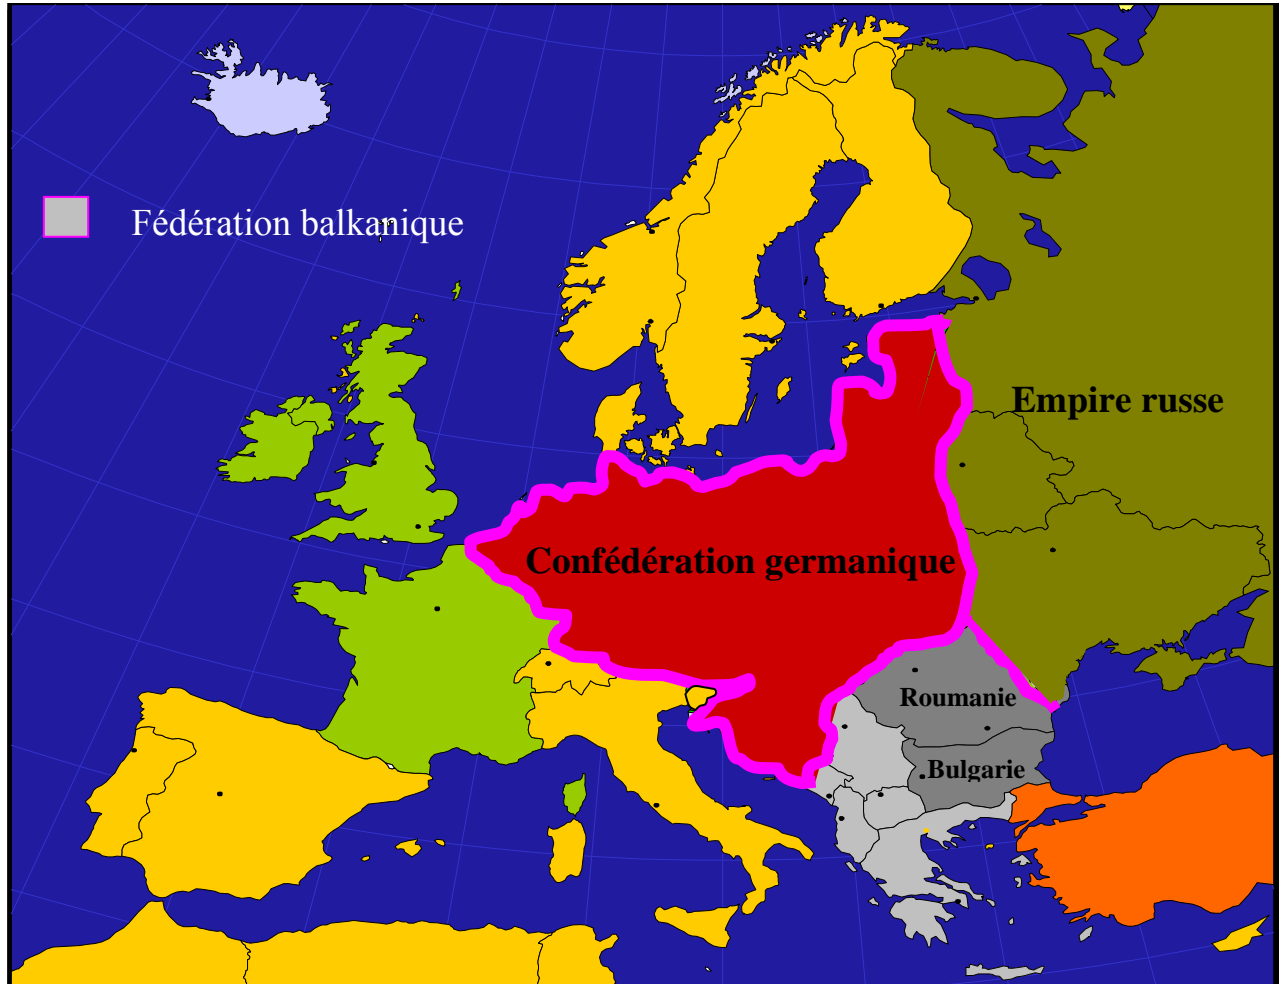 Fédération balkanique
Empire russe
Confédération germanique
Roumanie
Bulgarie